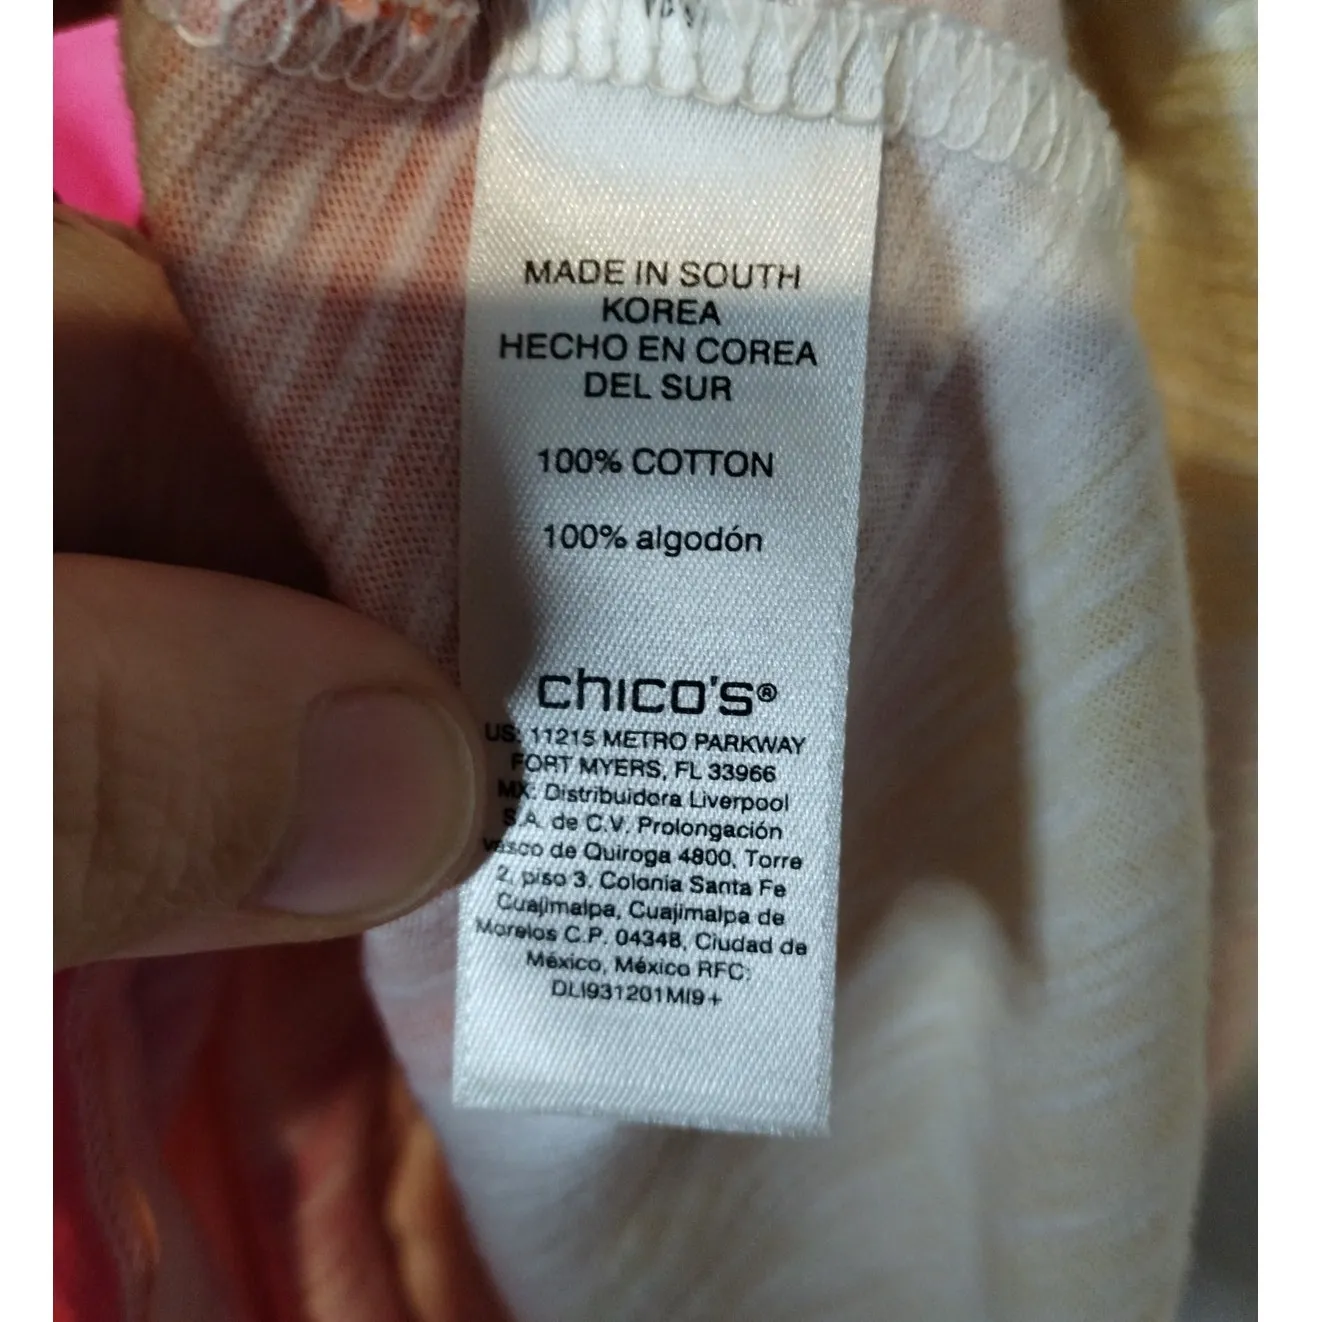 MADE IN SOUTH
KOREA
HECHO EN COREA
DEL SUR
100% COTTON
100% algodón
chico's®
US: 11215 METRO PARKWAY
FORT MYERS, FL 33966
MX: Distribuidora Liverpool
S.A. de C.V. Prolongación
vasco de Quiroga 4800, Torre
2, piso 3, Colonia Santa Fe
Cuajimalpa, Cuajimalpa de
Morelos C.P. 04348, Ciudad de
México, México RFC:
DLI931201MI9+